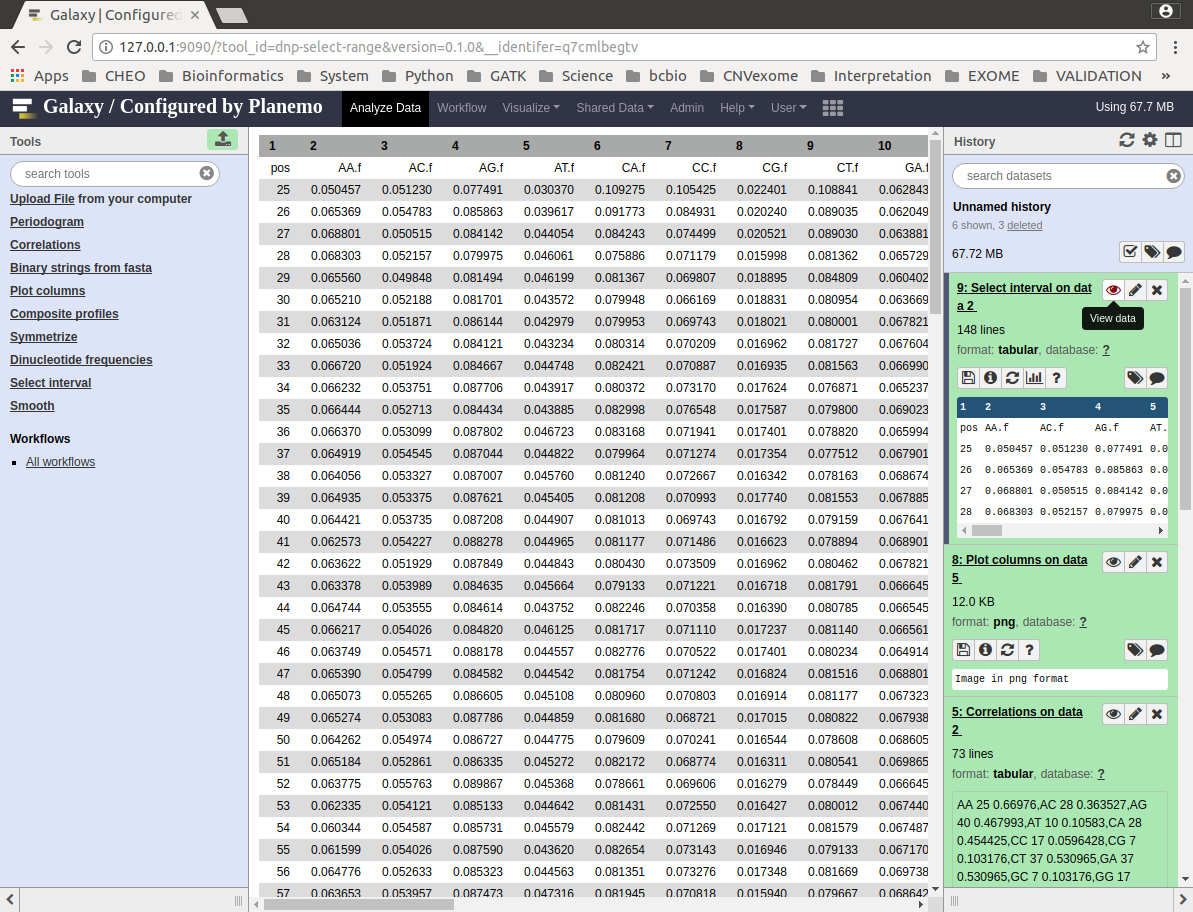 Galaxy | Configured
127.0.0.1:9090/?tool_id=dnp-select-range&version=0.1.0&__identifer=q7cmlbegtv
Apps CHEO Bioinformatics System Python GATK Science bcbio CNVexome Interpretation EXOME VALIDATION »
Galaxy / Configured by Planemo Analyze Data Workflow Visualize Shared Data Admin Help User Using 67.7 MB
Tools
search tools
Upload File from your computer
Periodogram
Correlations
Binary strings from fasta
Plot columns
Composite profiles
Symmetrize
Dinucleotide frequencies
Select interval
Smooth
Workflows
All workflows
1 2 3 4 5 6 7 8 9 10
pos AA.f AC.f AG.f AT.f CA.f CC.f CG.f CT.f GA.f
25 0.050457 0.051230 0.077491 0.030370 0.109275 0.105425 0.022401 0.108841 0.062843
26 0.065369 0.054783 0.085863 0.039617 0.091773 0.084931 0.020240 0.089035 0.062049
27 0.068801 0.050515 0.084142 0.044054 0.084243 0.074499 0.020521 0.089030 0.063881
28 0.068303 0.052157 0.079975 0.046061 0.075886 0.071179 0.015998 0.081362 0.065729
29 0.065560 0.049848 0.081494 0.046199 0.081367 0.069807 0.018895 0.084809 0.060402
30 0.065210 0.052188 0.081701 0.043572 0.079948 0.066169 0.018831 0.080954 0.063669
31 0.063124 0.051871 0.086144 0.042979 0.079953 0.069743 0.018021 0.080001 0.067821
32 0.065036 0.053724 0.084121 0.043234 0.080314 0.070209 0.016962 0.081727 0.067604
33 0.066720 0.051924 0.084667 0.044748 0.082421 0.070887 0.016935 0.081563 0.066990
34 0.066232 0.053751 0.087706 0.043917 0.080372 0.073170 0.017624 0.076871 0.065237
35 0.066444 0.052713 0.084434 0.043885 0.082998 0.076548 0.017587 0.079800 0.069023
36 0.066370 0.053099 0.087802 0.046723 0.083168 0.071941 0.017401 0.078820 0.065994
37 0.064919 0.054545 0.087044 0.044822 0.079964 0.071274 0.017354 0.077512 0.067901
38 0.064056 0.053327 0.087007 0.045760 0.081240 0.072667 0.016342 0.078163 0.068674
39 0.064935 0.053375 0.087621 0.045405 0.081208 0.070993 0.017740 0.081553 0.067885
40 0.064421 0.053735 0.087208 0.044907 0.081013 0.069743 0.016792 0.079159 0.067641
41 0.062573 0.054227 0.088278 0.044965 0.081177 0.071486 0.016623 0.078894 0.068901
42 0.063622 0.051929 0.087849 0.044843 0.080430 0.073509 0.016962 0.080462 0.067821
43 0.063378 0.053989 0.084635 0.045664 0.079133 0.071221 0.016718 0.081791 0.066645
44 0.064744 0.053555 0.084614 0.043752 0.082246 0.070358 0.016390 0.080785 0.066545
45 0.066217 0.054026 0.084820 0.046125 0.081717 0.071110 0.017237 0.081140 0.066561
46 0.063749 0.054571 0.088178 0.044557 0.082776 0.070522 0.017401 0.080234 0.064914
47 0.065390 0.054799 0.084582 0.044542 0.081754 0.071242 0.016824 0.081516 0.068801
48 0.065073 0.055265 0.086605 0.045108 0.080960 0.070803 0.016914 0.081177 0.067323
49 0.065274 0.053083 0.087786 0.044859 0.081680 0.068721 0.017015 0.080822 0.067938
50 0.064262 0.054974 0.086727 0.044775 0.079609 0.070241 0.016544 0.078608 0.068605
51 0.065184 0.052861 0.086335 0.045272 0.082172 0.068774 0.016311 0.080541 0.069865
52 0.063775 0.055763 0.089867 0.045368 0.078661 0.069606 0.016279 0.078449 0.066645
53 0.062335 0.054121 0.085133 0.044642 0.081431 0.072550 0.016427 0.080012 0.067440
54 0.060344 0.054587 0.085731 0.045579 0.082442 0.071269 0.017121 0.081579 0.067487
55 0.061599 0.054026 0.087590 0.043620 0.082654 0.073143 0.016946 0.079133 0.067170
56 0.064776 0.052633 0.085323 0.044563 0.081351 0.073276 0.017348 0.081669 0.069738
57 0.063653 0.053957 0.087473 0.047316 0.081945 0.070818 0.015940 0.079667 0.068642
History
search datasets
Unnamed history
6 shown, 3 deleted
67.72 MB
9: Select interval on dat
a 2
View data
148 lines
format: tabular, database: ?
1 2 3 4 5
pos AA.f AC.f AG.f AT.
25 0.050457 0.051230 0.077491 0.0
26 0.065369 0.054783 0.085863 0.0
27 0.068801 0.050515 0.084142 0.0
28 0.068303 0.052157 0.079975 0.0
8: Plot columns on data
5
12.0 KB
format: png, database: ?
Image in png format
5: Correlations on data
2
73 lines
format: tabular, database: ?
AA 25 0.66976,AC 28 0.363527,AG
40 0.467993,AT 10 0.10583,CA 28
0.454425,CC 17 0.0596428,CG 7
0.103176,CT 37 0.530965,GA 37
0.530965,GC 7 0.103176,GG 17